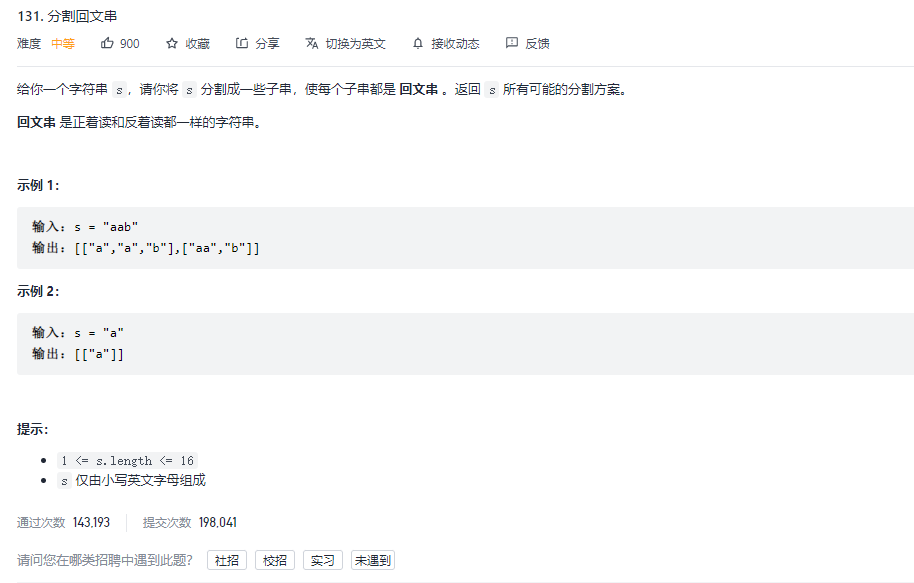 131. 分割回文串
难度 中等 900 收藏 分享 切换为英文 接收动态 反馈
给你一个字符串 s，请你将 s 分割成一些子串，使每个子串都是 回文串 。返回 s 所有可能的分割方案。
回文串 是正着读和反着读都一样的字符串。
示例 1：
输入：s = "aab"
输出：[["a","a","b"],["aa","b"]]
示例 2：
输入：s = "a"
输出：[["a"]]
提示：
1 <= s.length <= 16
s 仅由小写英文字母组成
通过次数 143,193 提交次数 198,041
请问您在哪类招聘中遇到此题？ 社招 校招 实习 未遇到